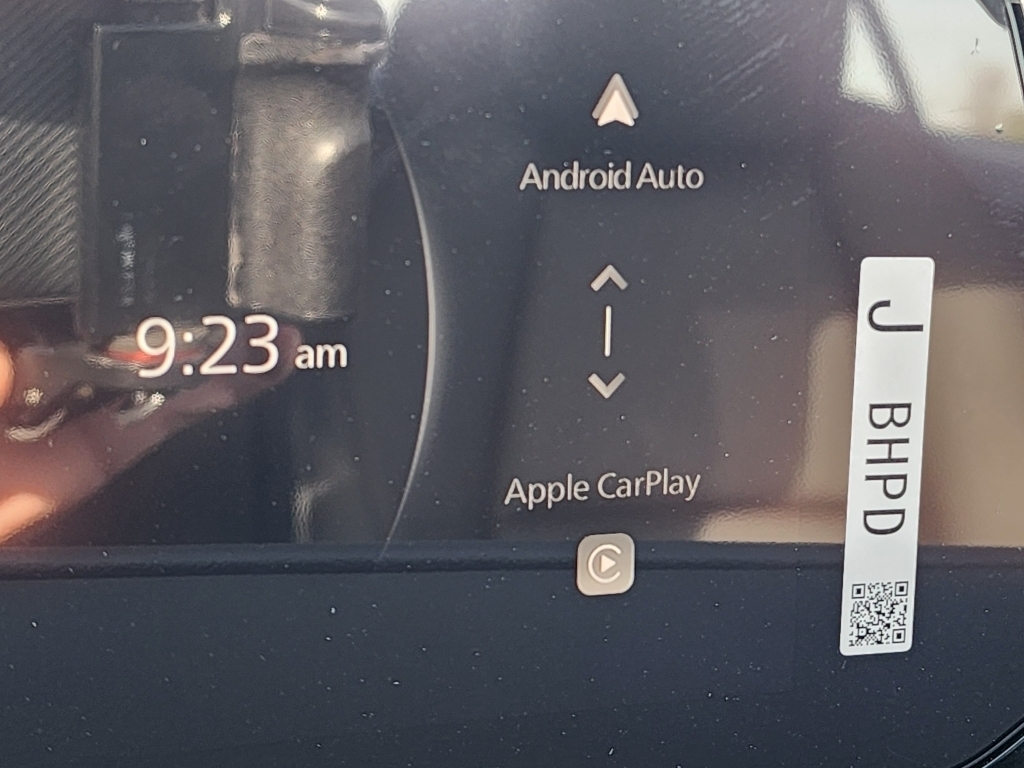 9:23 am
Android Auto
Apple CarPlay
J BHPD